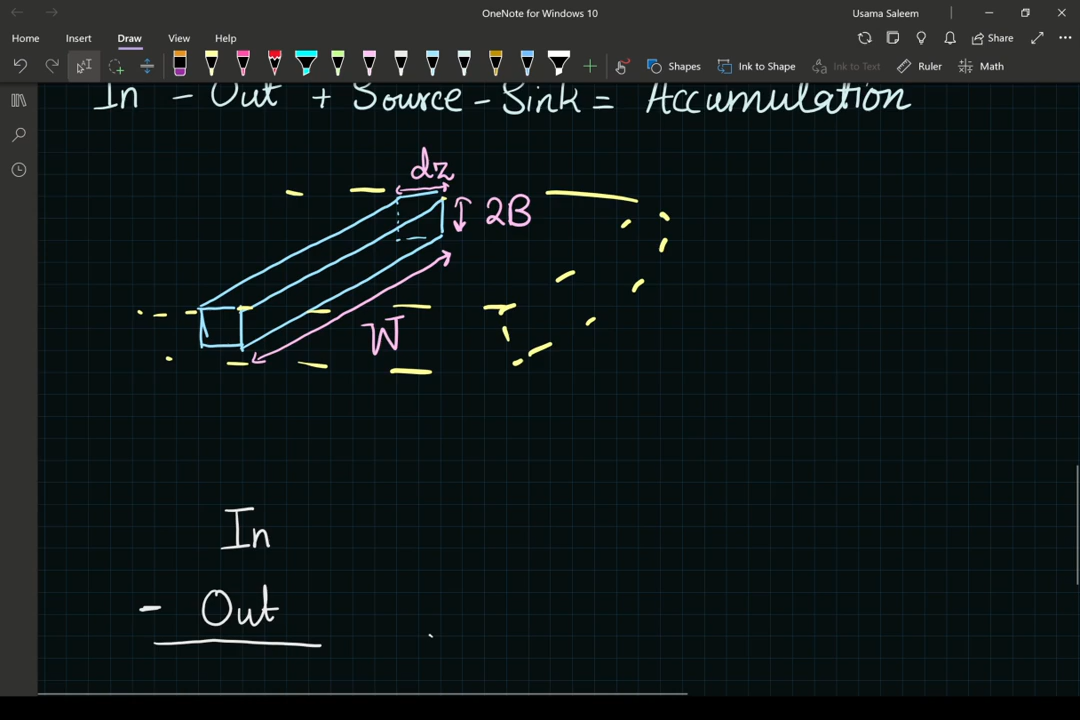 OneNote for Windows 10
Usama Saleem
Home Insert Draw View Help
Share
Shapes Ink to Shape Ink to Text Ruler Math
In - Out + Source - Sink = Accumulation
dz
2B
W
In
- Out